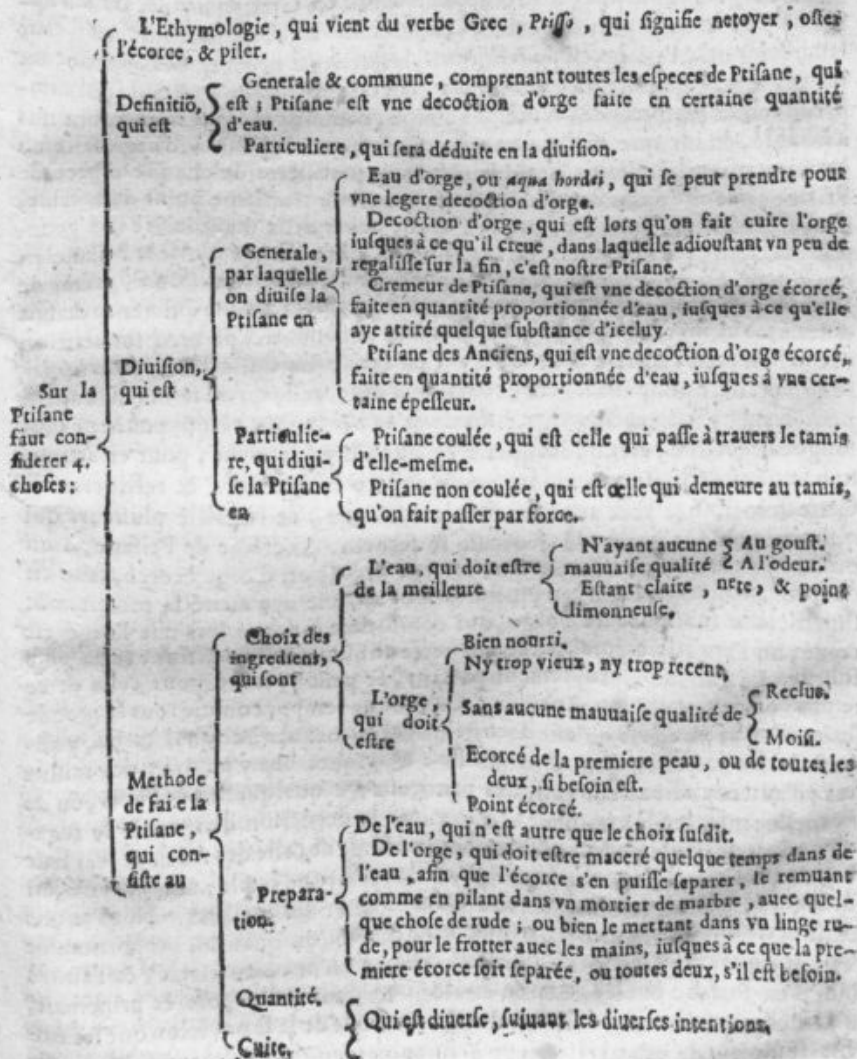 L'Ethymologie, qui vient du verbe Grec, Ptisso, qui signifie netoyer, oster
l'écorce, & piler.
Definitiō,
qui est
Generale & commune, comprenant toutes les especes de Ptisane, qui
est ; Ptisane est vne decoction d'orge faite en certaine quantité
d'eau.
Particuliere, qui sera déduite en la diuision.
Sur la
Ptisane
faut con-
siderer 4.
choses :
Diuision,
qui est
Generale,
par laquelle
on diuise la
Ptisane en
Eau d'orge, ou aqua hordei, qui se peut prendre pour
vne legere decoction d'orge.
Decoction d'orge, qui est lors qu'on fait cuire l'orge
iusques à ce qu'il creue, dans laquelle adioustant vn peu de
regalisse sur la fin, c'est nostre Ptisane.
Cremeur de Ptisane, qui est vne decoction d'orge écorcé,
faite en quantité proportionnée d'eau, iusques à ce qu'elle
aye attiré quelque substance d'iceluy.
Ptisane des Anciens, qui est vne decoction d'orge écorcé,
faite en quantité proportionnée d'eau, iusques à vne cer-
taine épesseur.
Particulie-
re, qui diui-
se la Ptisane
en
Ptisane coulée, qui est celle qui passe à trauers le tamis
d'elle-mesme.
Ptisane non coulée, qui est celle qui demeure au tamis,
qu'on fait passer par force.
Methode
de fai e la
Ptisane,
qui con-
siste au
Choix des
ingrediens,
qui sont
L'eau, qui doit estre
de la meilleure
N'ayant aucune
mauuaise qualité
Au goust.
A l'odeur.
Estant claire, nete, & point
limonneuse.
L'orge,
qui doit
estre
Bien nourri.
Ny trop vieux, ny trop recent,
Sans aucune mauuaise qualité de
Reclus.
Moisi.
Ecorcé de la premiere peau, ou de toutes les
deux, si besoin est.
Point écorcé.
Prepara-
tion.
De l'eau, qui n'est autre que le choix susdit.
De l'orge, qui doit estre maceré quelque temps dans de
l'eau, afin que l'écorce s'en puisse separer, le remuant
comme en pilant dans vn mortier de marbre, auec quel-
que chose de rude ; ou bien le mettant dans vn linge ru-
de, pour le frotter auec les mains, iusques à ce que la pre-
miere écorce soit separée, ou toutes deux, s'il est besoin.
Quantité.
Cuite,
Qui est diuerse, suiuant les diuerses intentions,